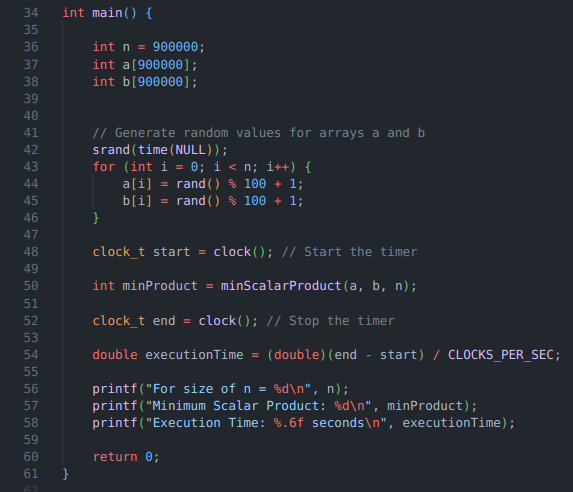 34 int main() {
35
36 int n = 900000;
37 int a[900000];
38 int b[900000];
39
40
41 // Generate random values for arrays a and b
42 srand(time(NULL));
43 for (int i = 0; i < n; i++) {
44 a[i] = rand() % 100 + 1;
45 b[i] = rand() % 100 + 1;
46 }
47
48 clock_t start = clock(); // Start the timer
49
50 int minProduct = minScalarProduct(a, b, n);
51
52 clock_t end = clock(); // Stop the timer
53
54 double executionTime = (double)(end - start) / CLOCKS_PER_SEC;
55
56 printf("For size of n = %d\n", n);
57 printf("Minimum Scalar Product: %d\n", minProduct);
58 printf("Execution Time: %.6f seconds\n", executionTime);
59
60 return 0;
61 }
62